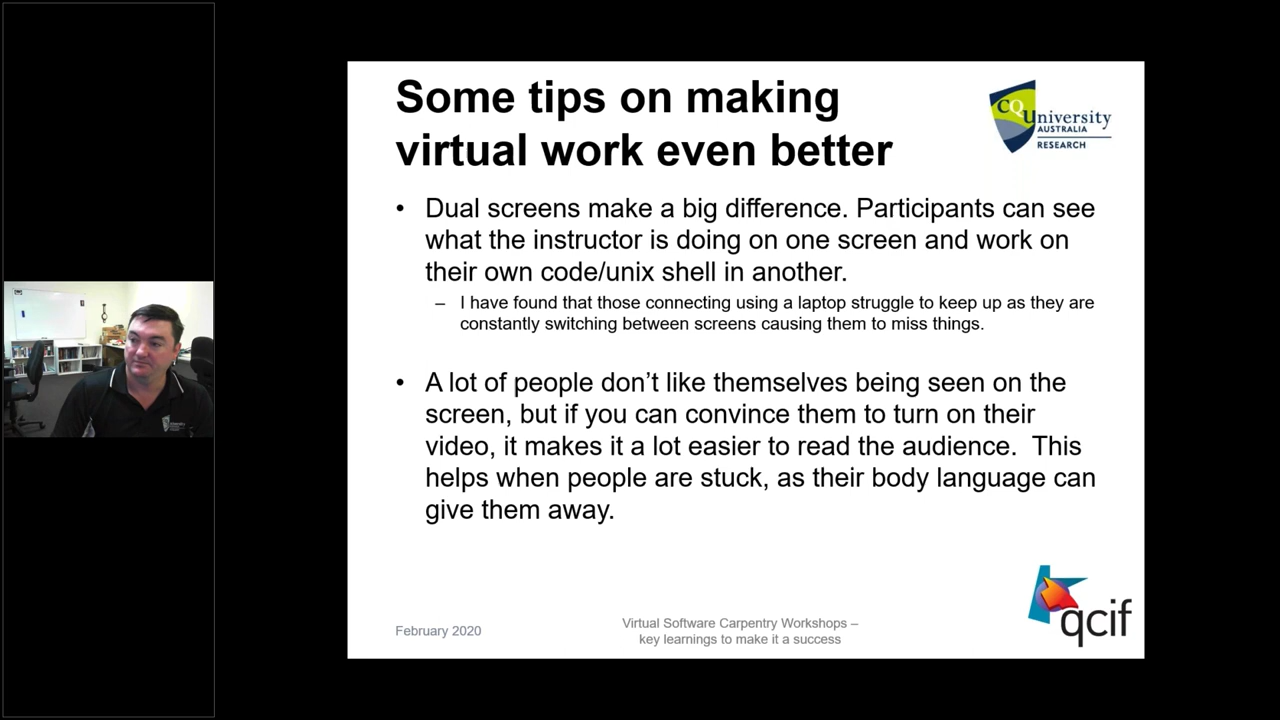 Some tips on making
virtual work even better
CQUniversity
AUSTRALIA
RESEARCH
• Dual screens make a big difference. Participants can see
what the instructor is doing on one screen and work on
their own code/unix shell in another.
– I have found that those connecting using a laptop struggle to keep up as they are
constantly switching between screens causing them to miss things.
• A lot of people don’t like themselves being seen on the
screen, but if you can convince them to turn on their
video, it makes it a lot easier to read the audience.  This
helps when people are stuck, as their body language can
give them away.
February 2020
Virtual Software Carpentry Workshops –
key learnings to make it a success
qcif